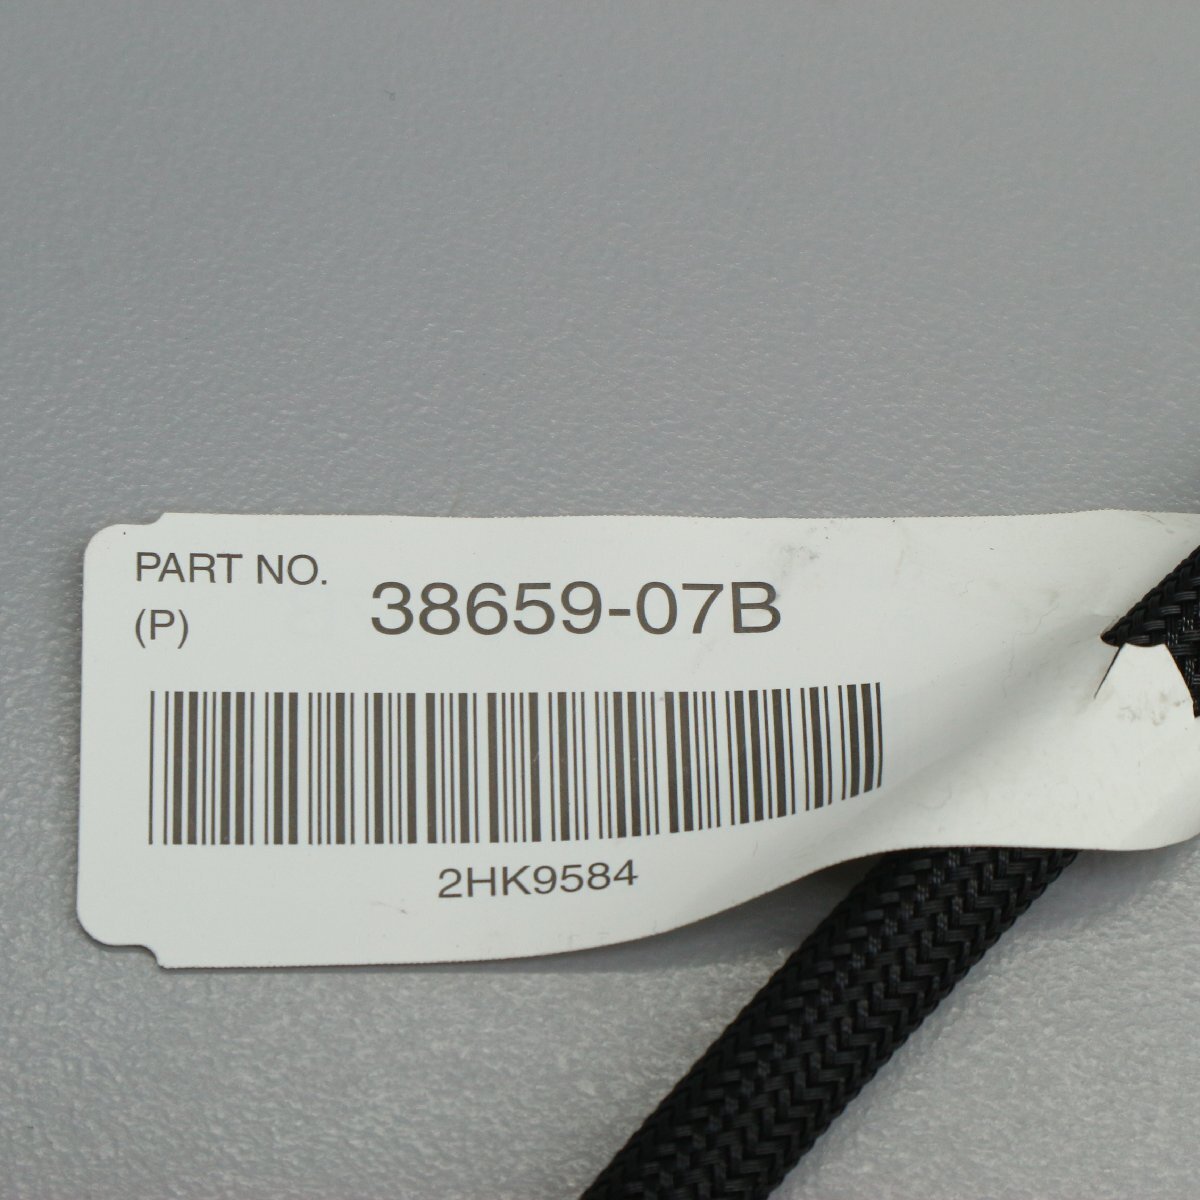 PART NO.
(P) 38659-07B
2HK9584